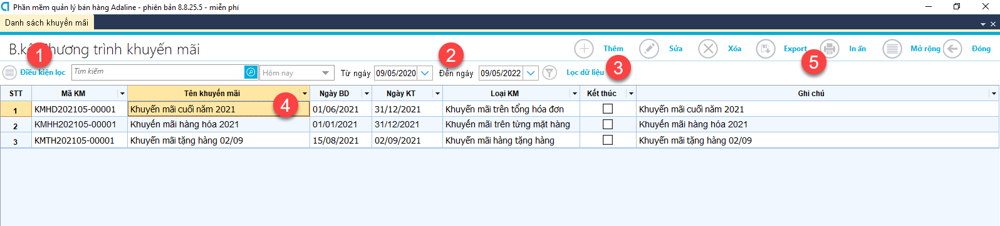 Phần mềm quản lý bán hàng Adaline - phiên bản 8.8.25.5 - miễn phí
Danh sách khuyến mãi
B.kê Chương trình khuyến mãi
Thêm Sửa Xóa Export In ấn Mở rộng Đóng
1 2 3 5
Điều kiện lọc Tìm kiếm Hôm nay Từ ngày 09/05/2020 Đến ngày 09/05/2022 Lọc dữ liệu
STT Mã KM Tên khuyến mãi Ngày BD Ngày KT Loại KM Kết thúc Ghi chú
4
1 KMHD202105-00001 Khuyến mãi cuối năm 2021 01/06/2021 31/12/2021 Khuyến mãi trên tổng hóa đơn Khuyến mãi cuối năm 2021
2 KMHH202105-00001 Khuyến mãi hàng hóa 2021 01/01/2021 31/12/2021 Khuyến mãi trên từng mặt hàng Khuyến mãi hàng hóa 2021
3 KMTH202105-00001 Khuyến mãi tặng hàng 02/09 15/08/2021 02/09/2021 Khuyến mãi hàng tặng hàng Khuyến mãi tặng hàng 02/09